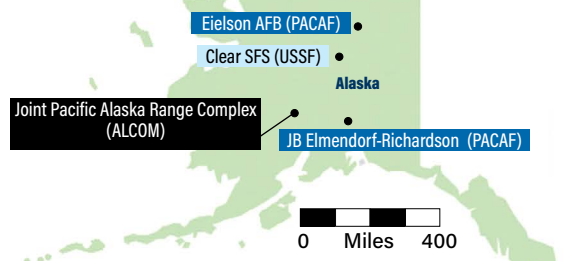 Eielson AFB (PACAF)
Clear SFS (USSF)
Alaska
Joint Pacific Alaska Range Complex
(ALCOM)
JB Elmendorf-Richardson (PACAF)
0 Miles 400